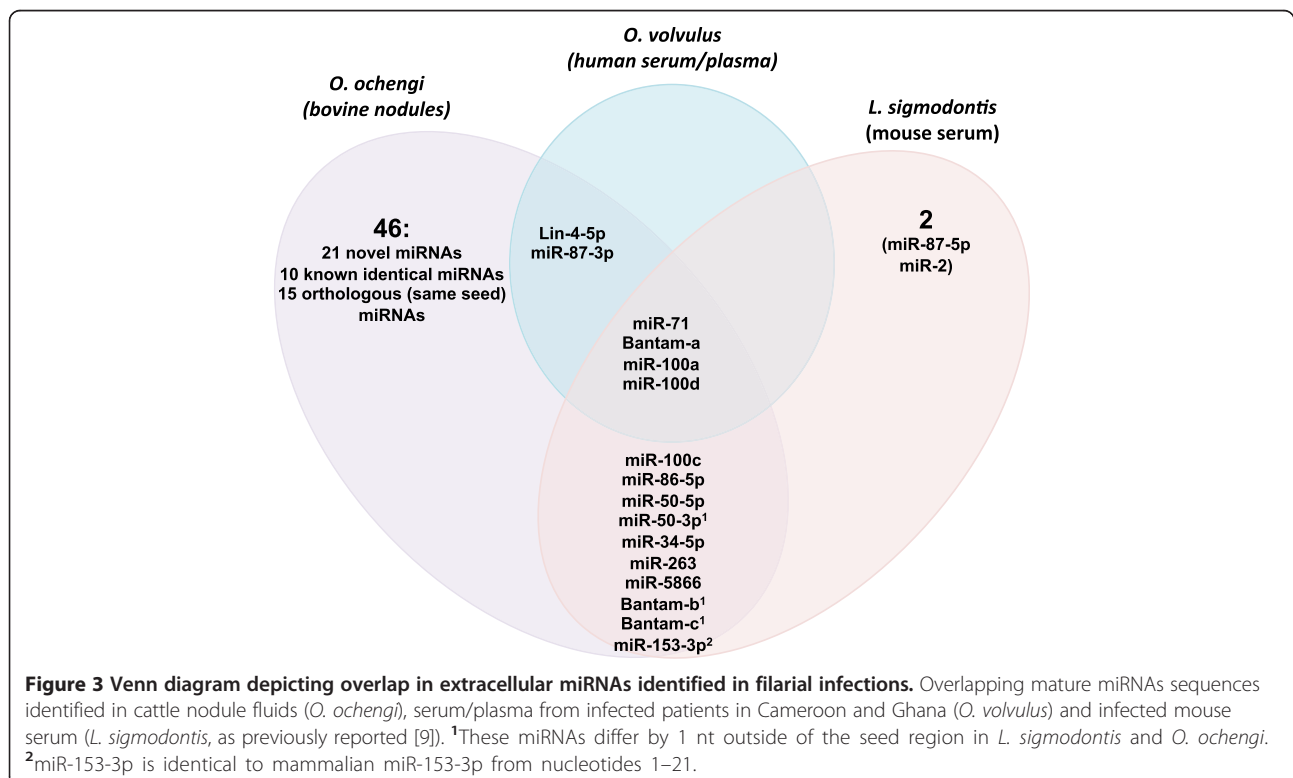 O. volvulus
(human serum/plasma)
O. ochengi
(bovine nodules)
L. sigmodontis
(mouse serum)
46:
21 novel miRNAs
10 known identical miRNAs
15 orthologous (same seed)
miRNAs
Lin-4-5p
miR-87-3p
2
(miR-87-5p
miR-2)
miR-71
Bantam-a
miR-100a
miR-100d
miR-100c
miR-86-5p
miR-50-5p
miR-50-3p¹
miR-34-5p
miR-263
miR-5866
Bantam-b¹
Bantam-c¹
miR-153-3p²
Figure 3 Venn diagram depicting overlap in extracellular miRNAs identified in filarial infections. Overlapping mature miRNAs sequences
identified in cattle nodule fluids (O. ochengi), serum/plasma from infected patients in Cameroon and Ghana (O. volvulus) and infected mouse
serum (L. sigmodontis, as previously reported [9]). ¹These miRNAs differ by 1 nt outside of the seed region in L. sigmodontis and O. ochengi.
²miR-153-3p is identical to mammalian miR-153-3p from nucleotides 1–21.